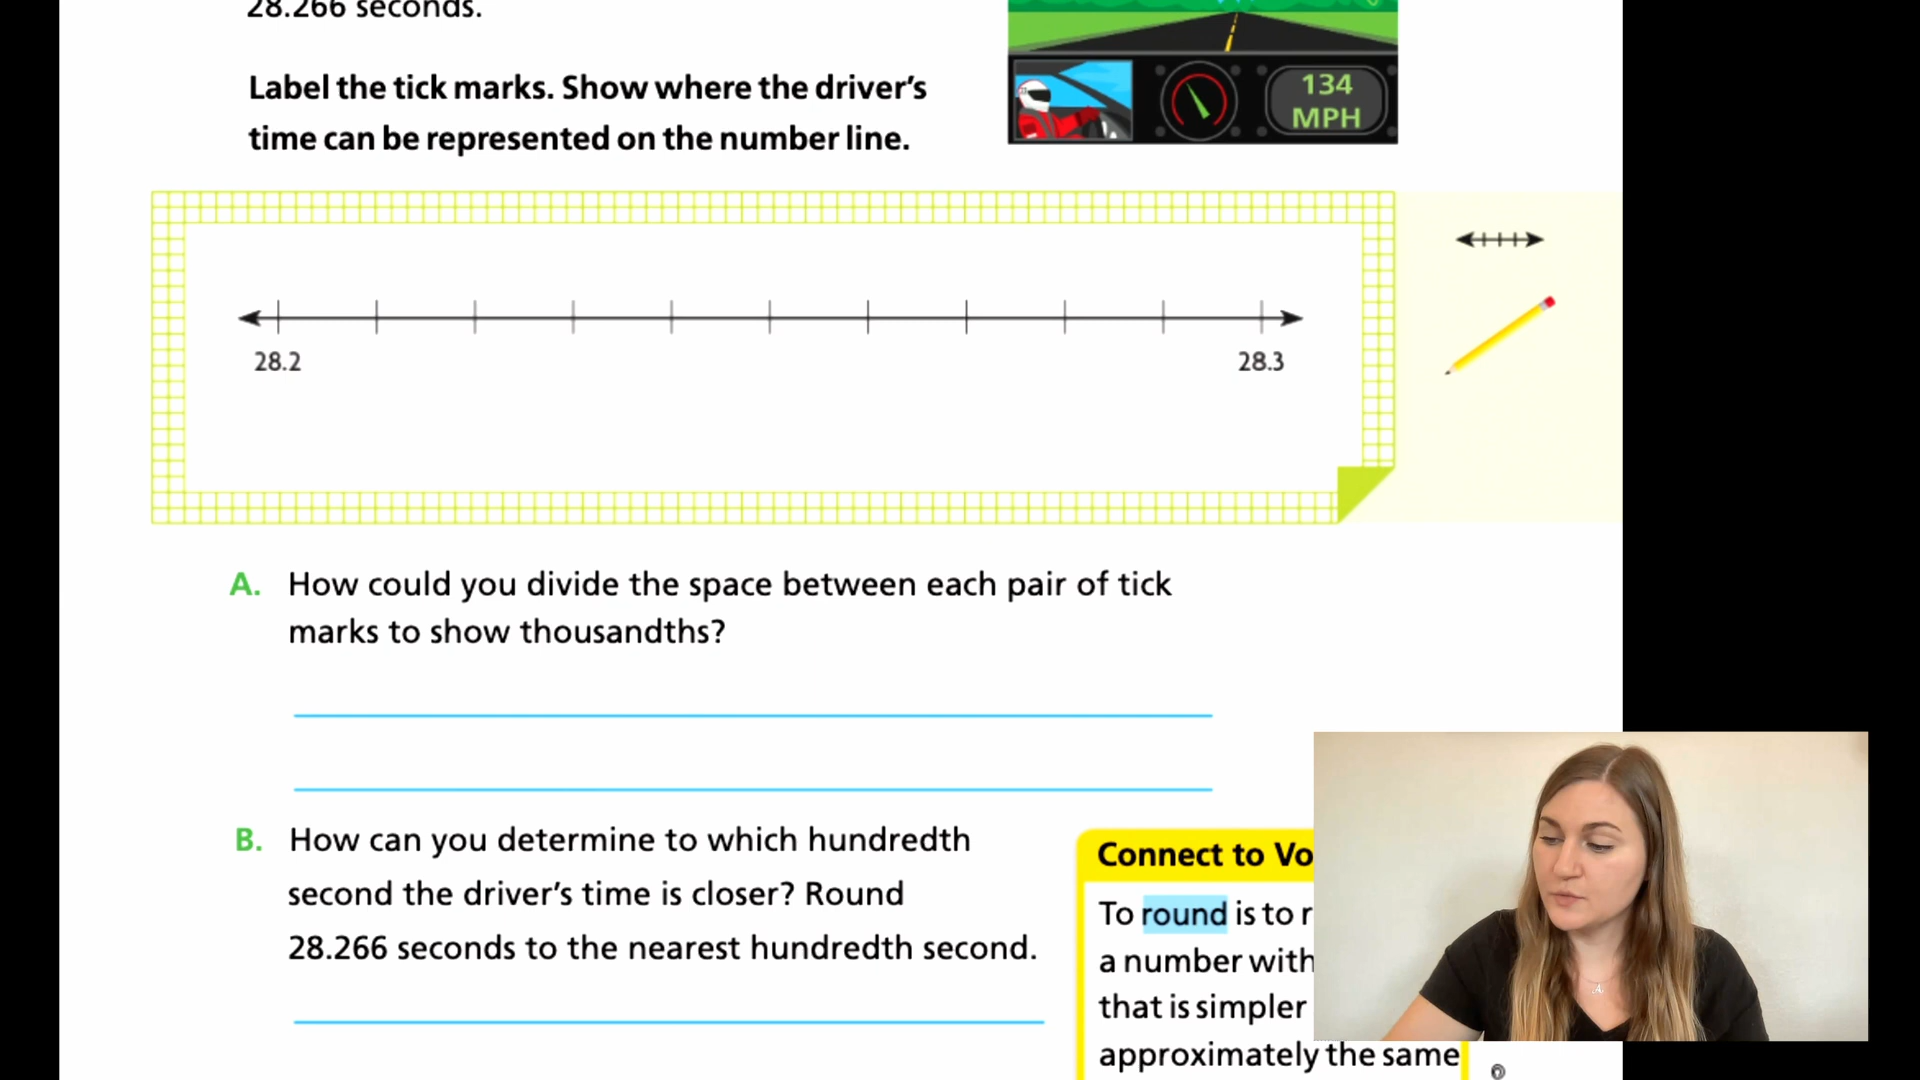 28.266 seconds.
134
MPH
Label the tick marks. Show where the driver's
time can be represented on the number line.
28.2 28.3
A. How could you divide the space between each pair of tick
marks to show thousandths?
B. How can you determine to which hundredth
second the driver's time is closer? Round
28.266 seconds to the nearest hundredth second.
Connect to Vo
To round is to r
a number with
that is simpler
approximately the same